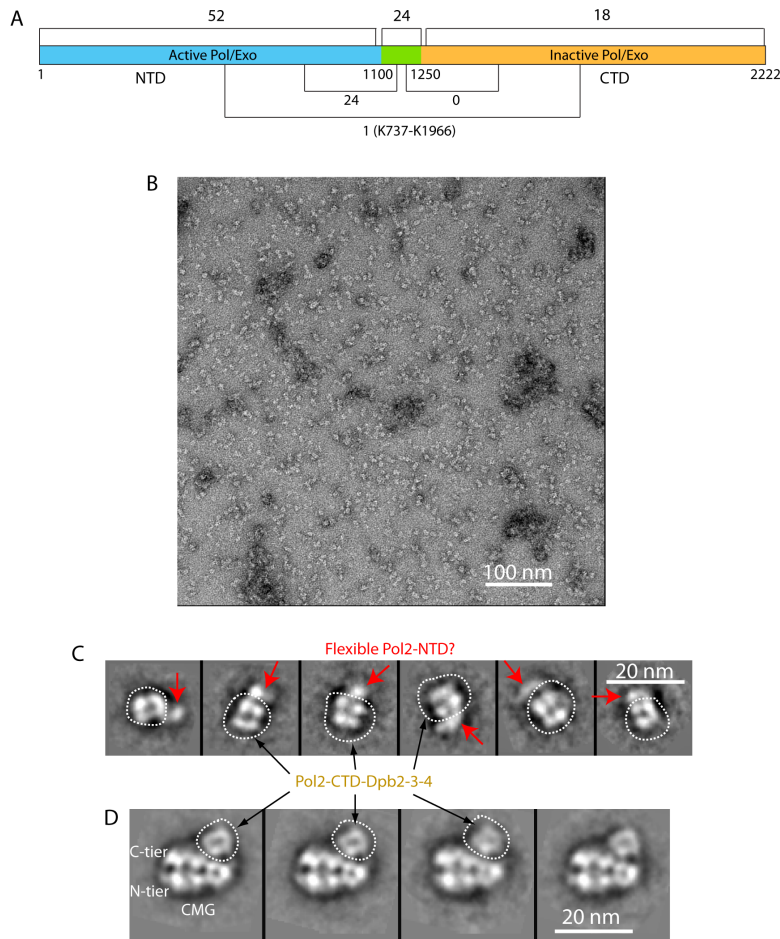 A
52
24
18
Active Pol/Exo
Inactive Pol/Exo
1
NTD
1100
1250
CTD
2222
24
0
1 (K737-K1966)
B
100 nm
C
Flexible Pol2-NTD?
20 nm
Pol2-CTD-Dpb2-3-4
D
C-tier
N-tier
CMG
20 nm